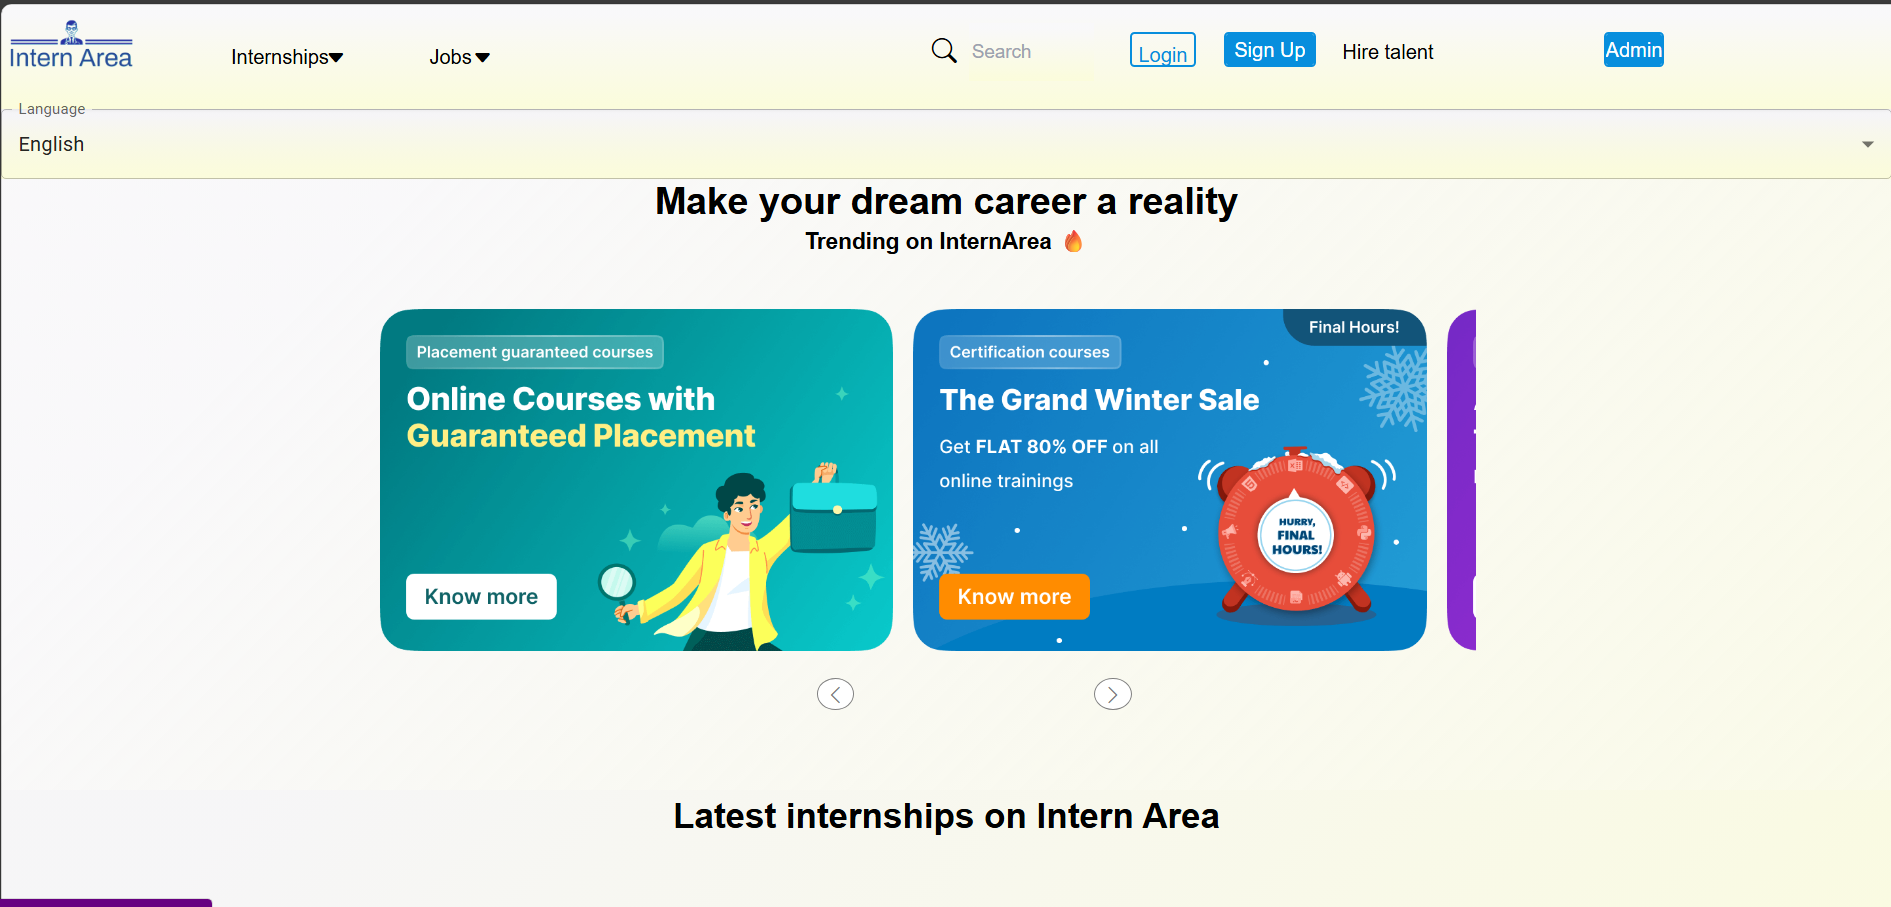 Intern Area
Internships Jobs Search Login Sign Up Hire talent Admin
Language
English
Make your dream career a reality
Trending on InternArea 🔥
Placement guaranteed courses
Online Courses with
Guaranteed Placement
Know more
Final Hours!
Certification courses
The Grand Winter Sale
Get FLAT 80% OFF on all
online trainings
HURRY,
FINAL
HOURS!
Know more
Latest internships on Intern Area